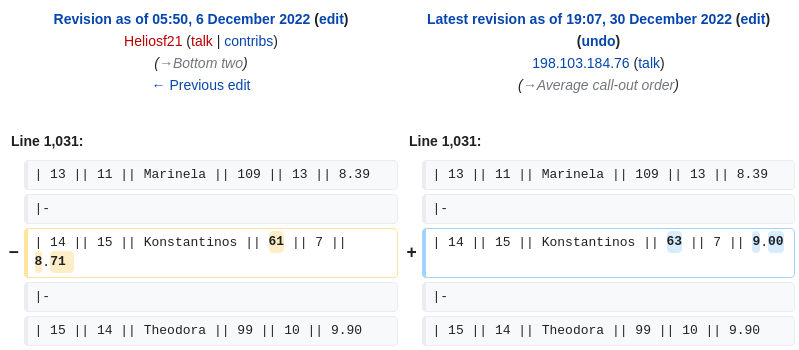 Revision as of 05:50, 6 December 2022 (edit)
Heliosf21 (talk | contribs)
(→Bottom two)
← Previous edit
Latest revision as of 19:07, 30 December 2022 (edit)
(undo)
198.103.184.76 (talk)
(→Average call-out order)
Line 1,031:
Line 1,031:
| 13 || 11 || Marinela || 109 || 13 || 8.39
| 13 || 11 || Marinela || 109 || 13 || 8.39
|-
|-
− | 14 || 15 || Konstantinos || 61 || 7 ||
8.71
+ | 14 || 15 || Konstantinos || 63 || 7 || 9.00
|-
|-
| 15 || 14 || Theodora || 99 || 10 || 9.90
| 15 || 14 || Theodora || 99 || 10 || 9.90